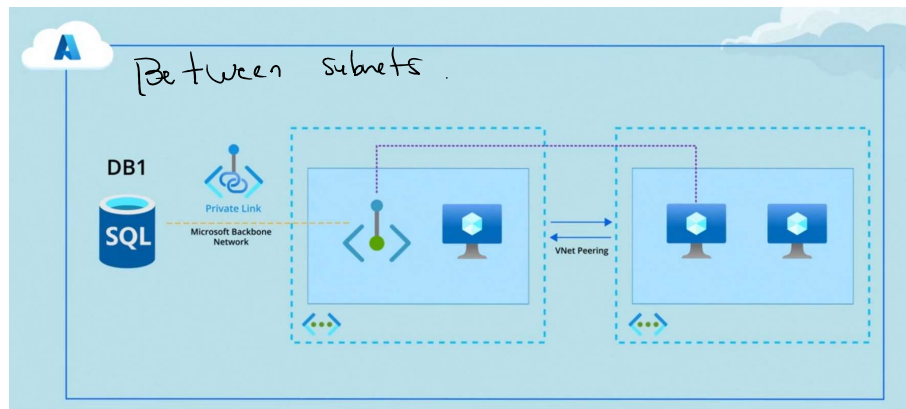 Between subnets.
DB1
SQL
Private Link
Microsoft Backbone
Network
VNet Peering